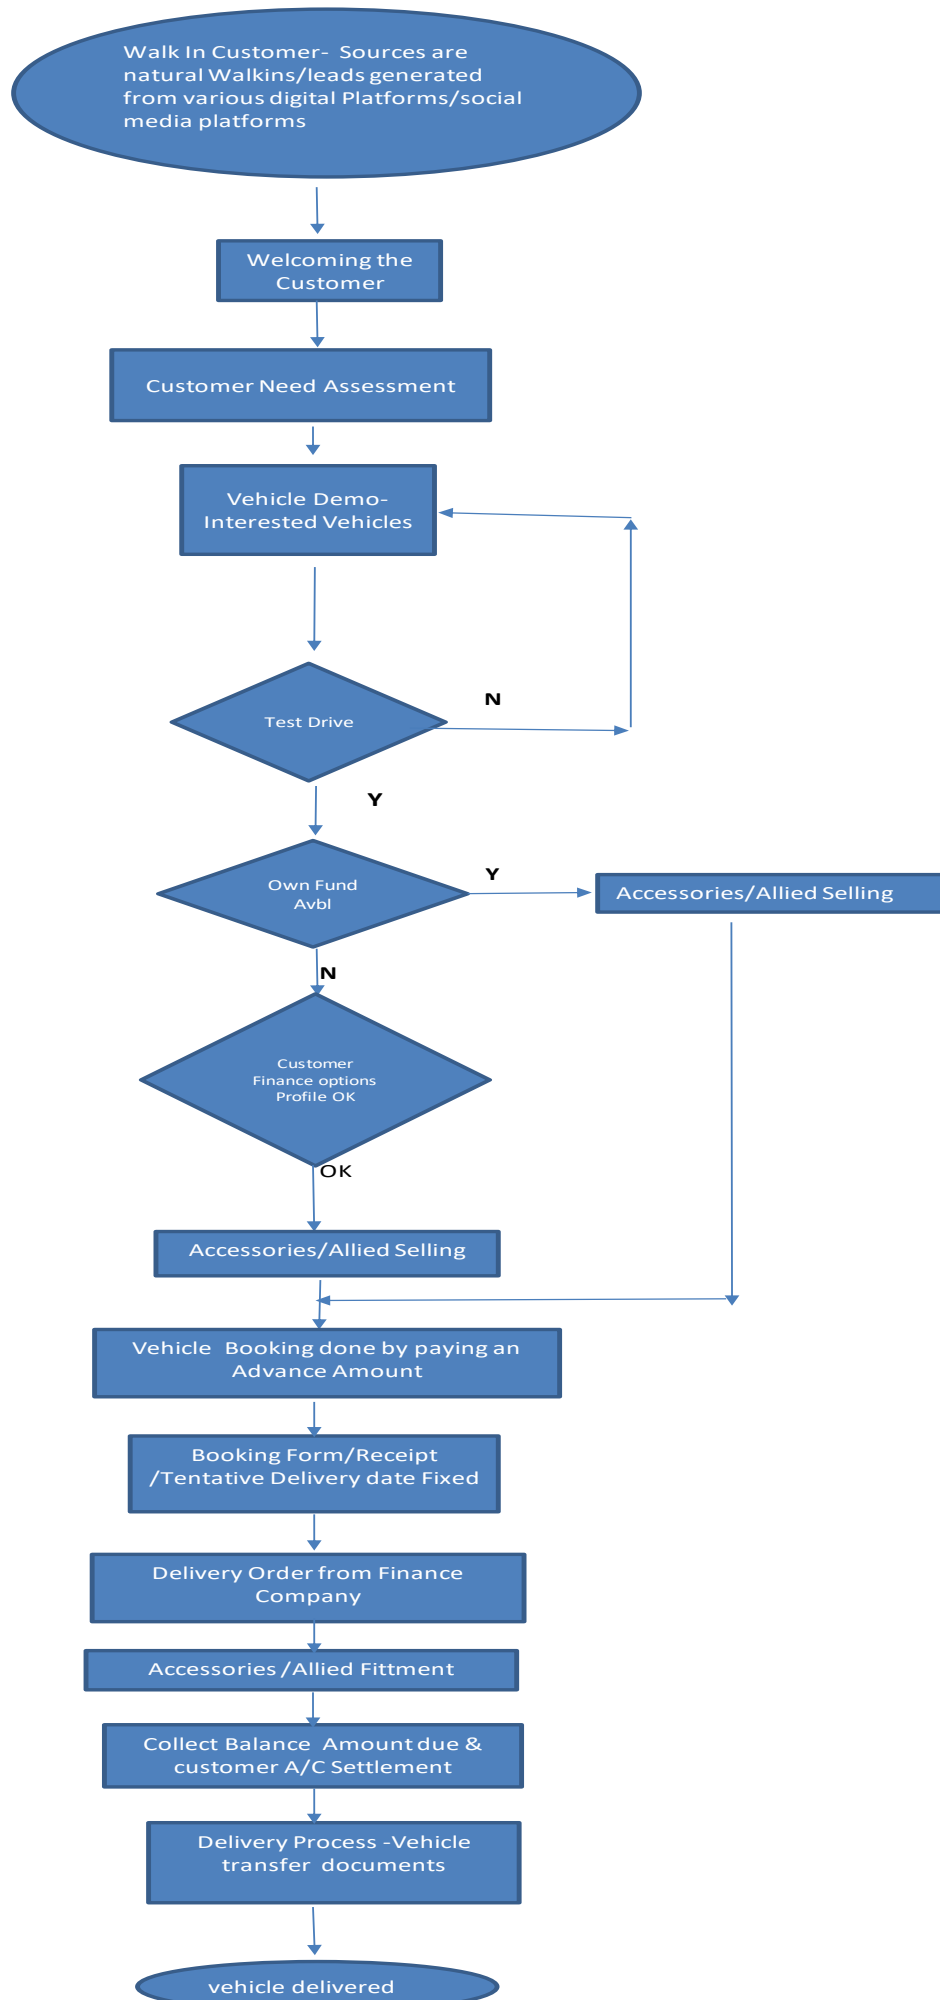 Walk In Customer- Sources are
natural Walkins/leads generated
from various digital Platforms/social
media platforms
Welcoming the
Customer
Customer Need Assessment
Vehicle Demo-
Interested Vehicles
N
Test Drive
Y
Own Fund
Avbl
Y
Accessories/Allied Selling
N
Customer
Finance options
Profile OK
OK
Accessories/Allied Selling
Vehicle Booking done by paying an
Advance Amount
Booking Form/Receipt
/Tentative Delivery date Fixed
Delivery Order from Finance
Company
Accessories /Allied Fittment
Collect Balance Amount due &
customer A/C Settlement
Delivery Process -Vehicle
transfer documents
vehicle delivered